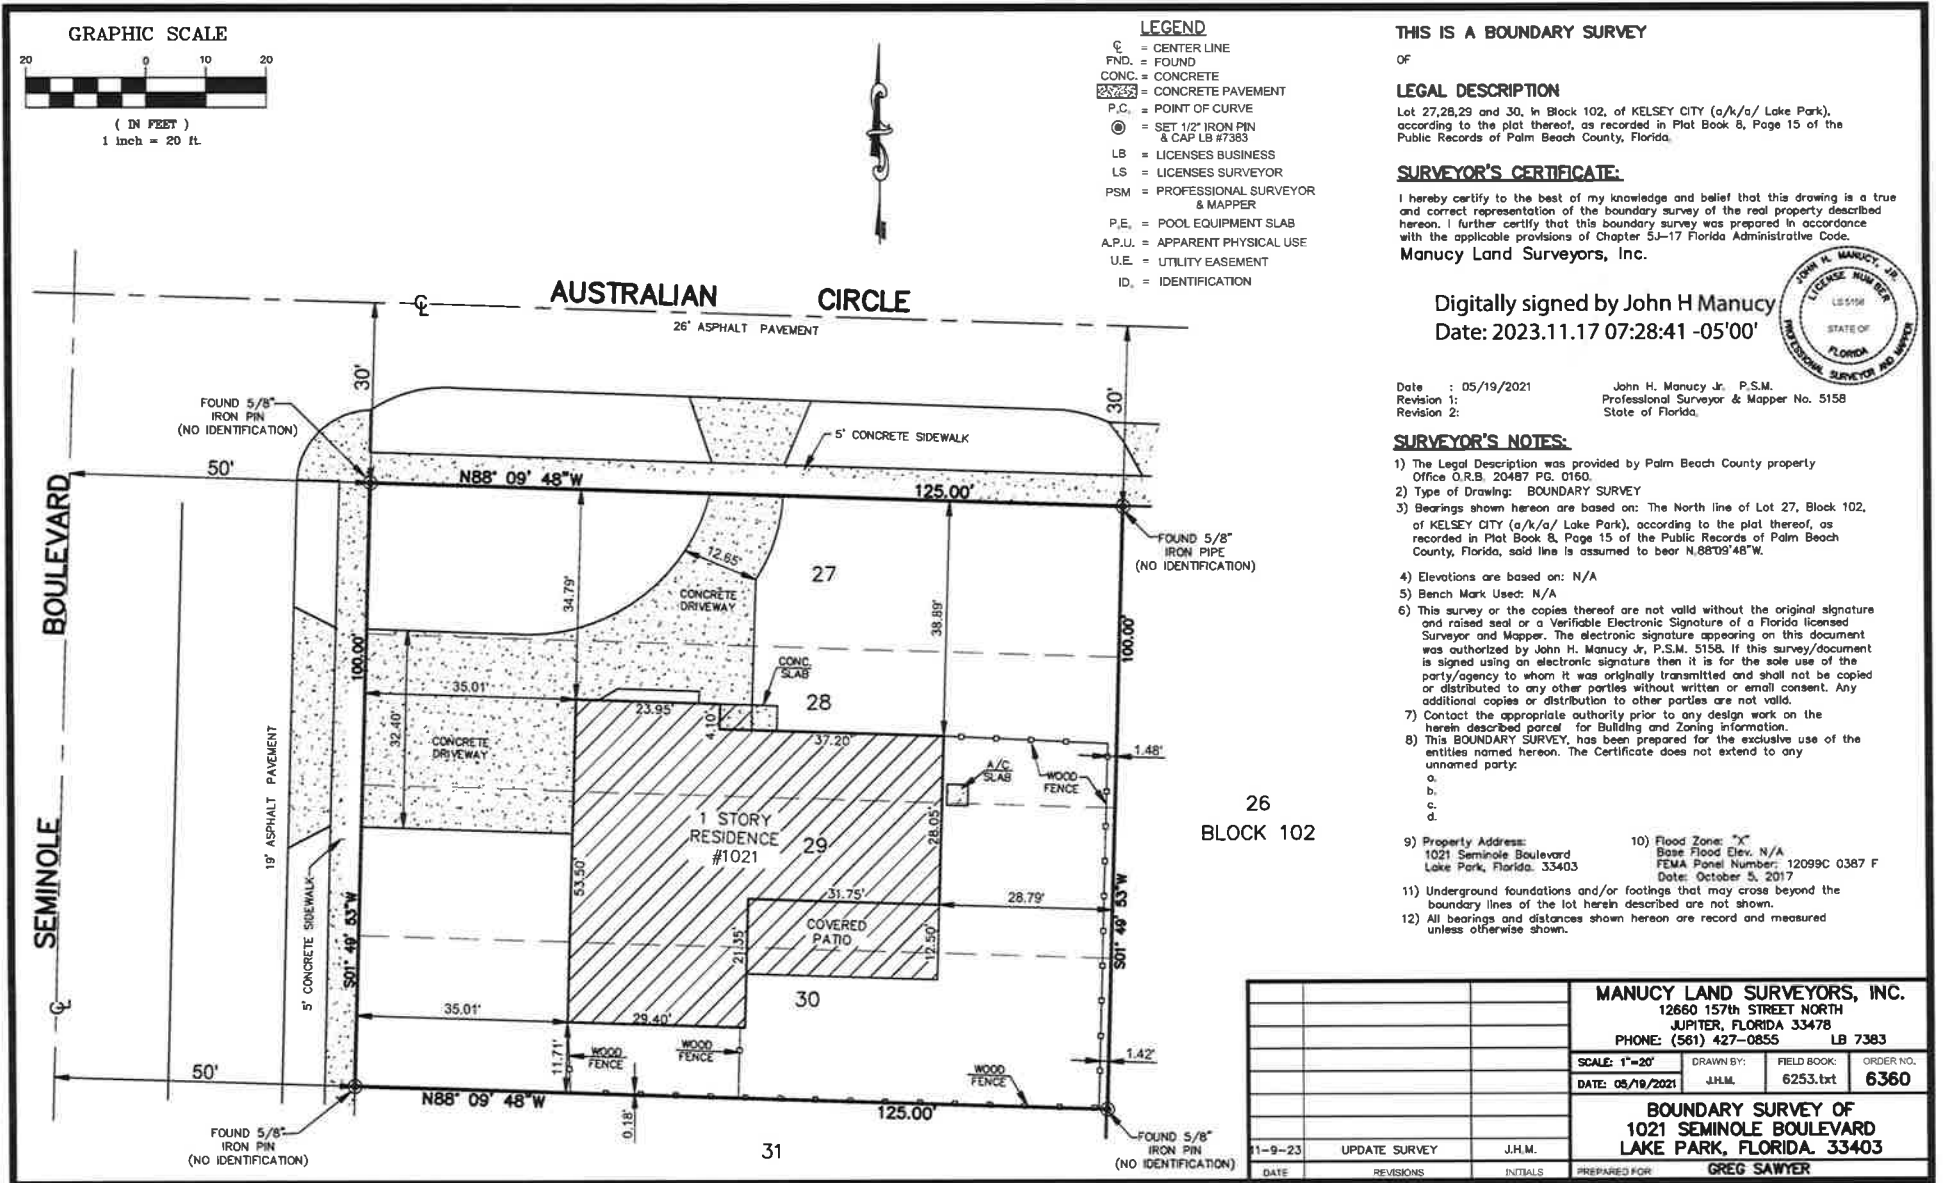 GRAPHIC SCALE
20 0 10 20
( IN FEET )
1 inch = 20 ft.
LEGEND
℄ = CENTER LINE
FND. = FOUND
CONC. = CONCRETE
= CONCRETE PAVEMENT
P.C. = POINT OF CURVE
= SET 1/2" IRON PIN
& CAP LB #7383
LB = LICENSES BUSINESS
LS = LICENSES SURVEYOR
PSM = PROFESSIONAL SURVEYOR
& MAPPER
P.E. = POOL EQUIPMENT SLAB
A.P.U. = APPARENT PHYSICAL USE
U.E. = UTILITY EASEMENT
ID. = IDENTIFICATION
AUSTRALIAN CIRCLE
℄
26' ASPHALT PAVEMENT
30'
30'
FOUND 5/8"
IRON PIN
(NO IDENTIFICATION)
5' CONCRETE SIDEWALK
50'
N88° 09' 48"W
125.00'
FOUND 5/8"
IRON PIPE
(NO IDENTIFICATION)
12.65'
27
CONCRETE
DRIVEWAY
34.79'
38.89'
100.00'
100.00'
CONC.
SLAB
28
35.01'
23.95'
4.10'
37.20'
32.40'
CONCRETE
DRIVEWAY
A/C
SLAB
WOOD
FENCE
1.48'
SEMINOLE BOULEVARD
℄
19' ASPHALT PAVEMENT
5' CONCRETE SIDEWALK
1 STORY
RESIDENCE
#1021
29
28.05'
26
BLOCK 102
53.50'
31.75'
28.79'
COVERED
PATIO
21.35'
12.50'
S01° 49' 53"W
S01° 49' 53"W
30
35.01'
29.40'
11.71'
WOOD
FENCE
WOOD
FENCE
WOOD
FENCE
1.42'
50'
N88° 09' 48"W
125.00'
0.18'
FOUND 5/8"
IRON PIN
(NO IDENTIFICATION)
31
FOUND 5/8"
IRON PIN
(NO IDENTIFICATION)
THIS IS A BOUNDARY SURVEY
OF
LEGAL DESCRIPTION
Lot 27,28,29 and 30, in Block 102, of KELSEY CITY (a/k/a/ Lake Park),
according to the plat thereof, as recorded in Plat Book 8, Page 15 of the
Public Records of Palm Beach County, Florida.
SURVEYOR'S CERTIFICATE:
I hereby certify to the best of my knowledge and belief that this drawing is a true
and correct representation of the boundary survey of the real property described
hereon. I further certify that this boundary survey was prepared in accordance
with the applicable provisions of Chapter 5J-17 Florida Administrative Code.
Manucy Land Surveyors, Inc.
Digitally signed by John H Manucy
Date: 2023.11.17 07:28:41 -05'00'
JOHN H. MANUCY, JR.
LICENSE NUMBER
LS 5158
STATE OF
FLORIDA
PROFESSIONAL SURVEYOR AND MAPPER
Date : 05/19/2021 John H. Manucy Jr. P.S.M.
Revision 1: Professional Surveyor & Mapper No. 5158
Revision 2: State of Florida.
SURVEYOR'S NOTES:
1) The Legal Description was provided by Palm Beach County property
Office O.R.B. 20487 PG. 0160.
2) Type of Drawing: BOUNDARY SURVEY
3) Bearings shown hereon are based on: The North line of Lot 27, Block 102,
of KELSEY CITY (a/k/a/ Lake Park), according to the plat thereof, as
recorded in Plat Book 8, Page 15 of the Public Records of Palm Beach
County, Florida, said line is assumed to bear N.88°09'48"W.
4) Elevations are based on: N/A
5) Bench Mark Used: N/A
6) This survey or the copies thereof are not valid without the original signature
and raised seal or a Verifiable Electronic Signature of a Florida licensed
Surveyor and Mapper. The electronic signature appearing on this document
was authorized by John H. Manucy Jr, P.S.M. 5158. If this survey/document
is signed using an electronic signature then it is for the sole use of the
party/agency to whom it was originally transmitted and shall not be copied
or distributed to any other parties without written or email consent. Any
additional copies or distribution to other parties are not valid.
7) Contact the appropriate authority prior to any design work on the
herein described parcel for Building and Zoning information.
8) This BOUNDARY SURVEY, has been prepared for the exclusive use of the
entities named hereon. The Certificate does not extend to any
unnamed party:
a.
b.
c.
d.
9) Property Address:
1021 Seminole Boulevard
Lake Park, Florida. 33403
10) Flood Zone: "X"
Base Flood Elev. N/A
FEMA Panel Number: 12099C 0387 F
Date: October 5, 2017
11) Underground foundations and/or footings that may cross beyond the
boundary lines of the lot herein described are not shown.
12) All bearings and distances shown hereon are record and measured
unless otherwise shown.
MANUCY LAND SURVEYORS, INC.
12660 157th STREET NORTH
JUPITER, FLORIDA 33478
PHONE: (561) 427-0855 LB 7383
SCALE: 1"=20' DRAWN BY: FIELD BOOK: ORDER NO.
DATE: 05/19/2021 J.H.M. 6253.txt 6360
BOUNDARY SURVEY OF
1021 SEMINOLE BOULEVARD
LAKE PARK, FLORIDA. 33403
11-9-23 UPDATE SURVEY J.H.M.
DATE REVISIONS INITIALS PREPARED FOR: GREG SAWYER